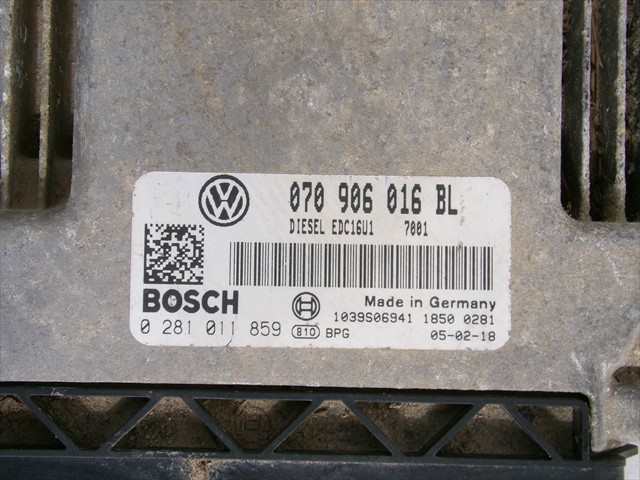 070 906 016 BL
DIESEL EDC16U1 7001
BOSCH
Made in Germany
1039S06941 1850 0281
0 281 011 859 810 BPG 05-02-18